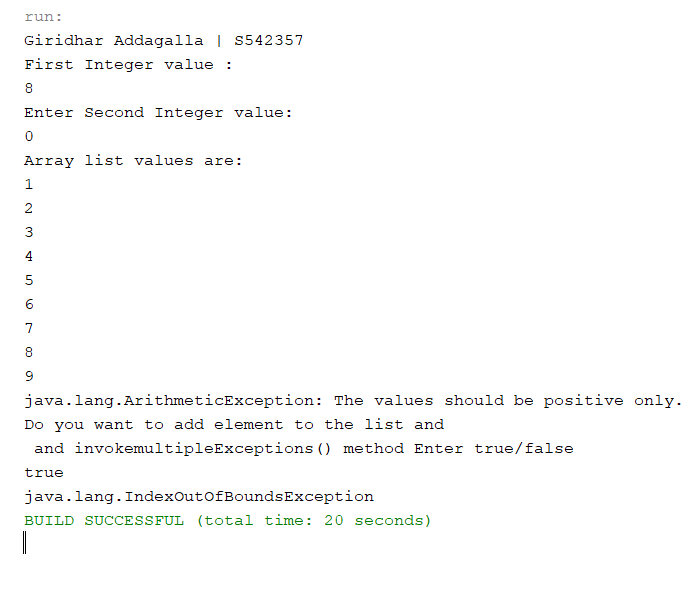 run:
Giridhar Addagalla | S542357
First Integer value :
8
Enter Second Integer value:
0
Array list values are:
1
2
3
4
5
6
7
8
9
java.lang.ArithmeticException: The values should be positive only.
Do you want to add element to the list and
 and invokemultipleExceptions() method Enter true/false
true
java.lang.IndexOutOfBoundsException
BUILD SUCCESSFUL (total time: 20 seconds)